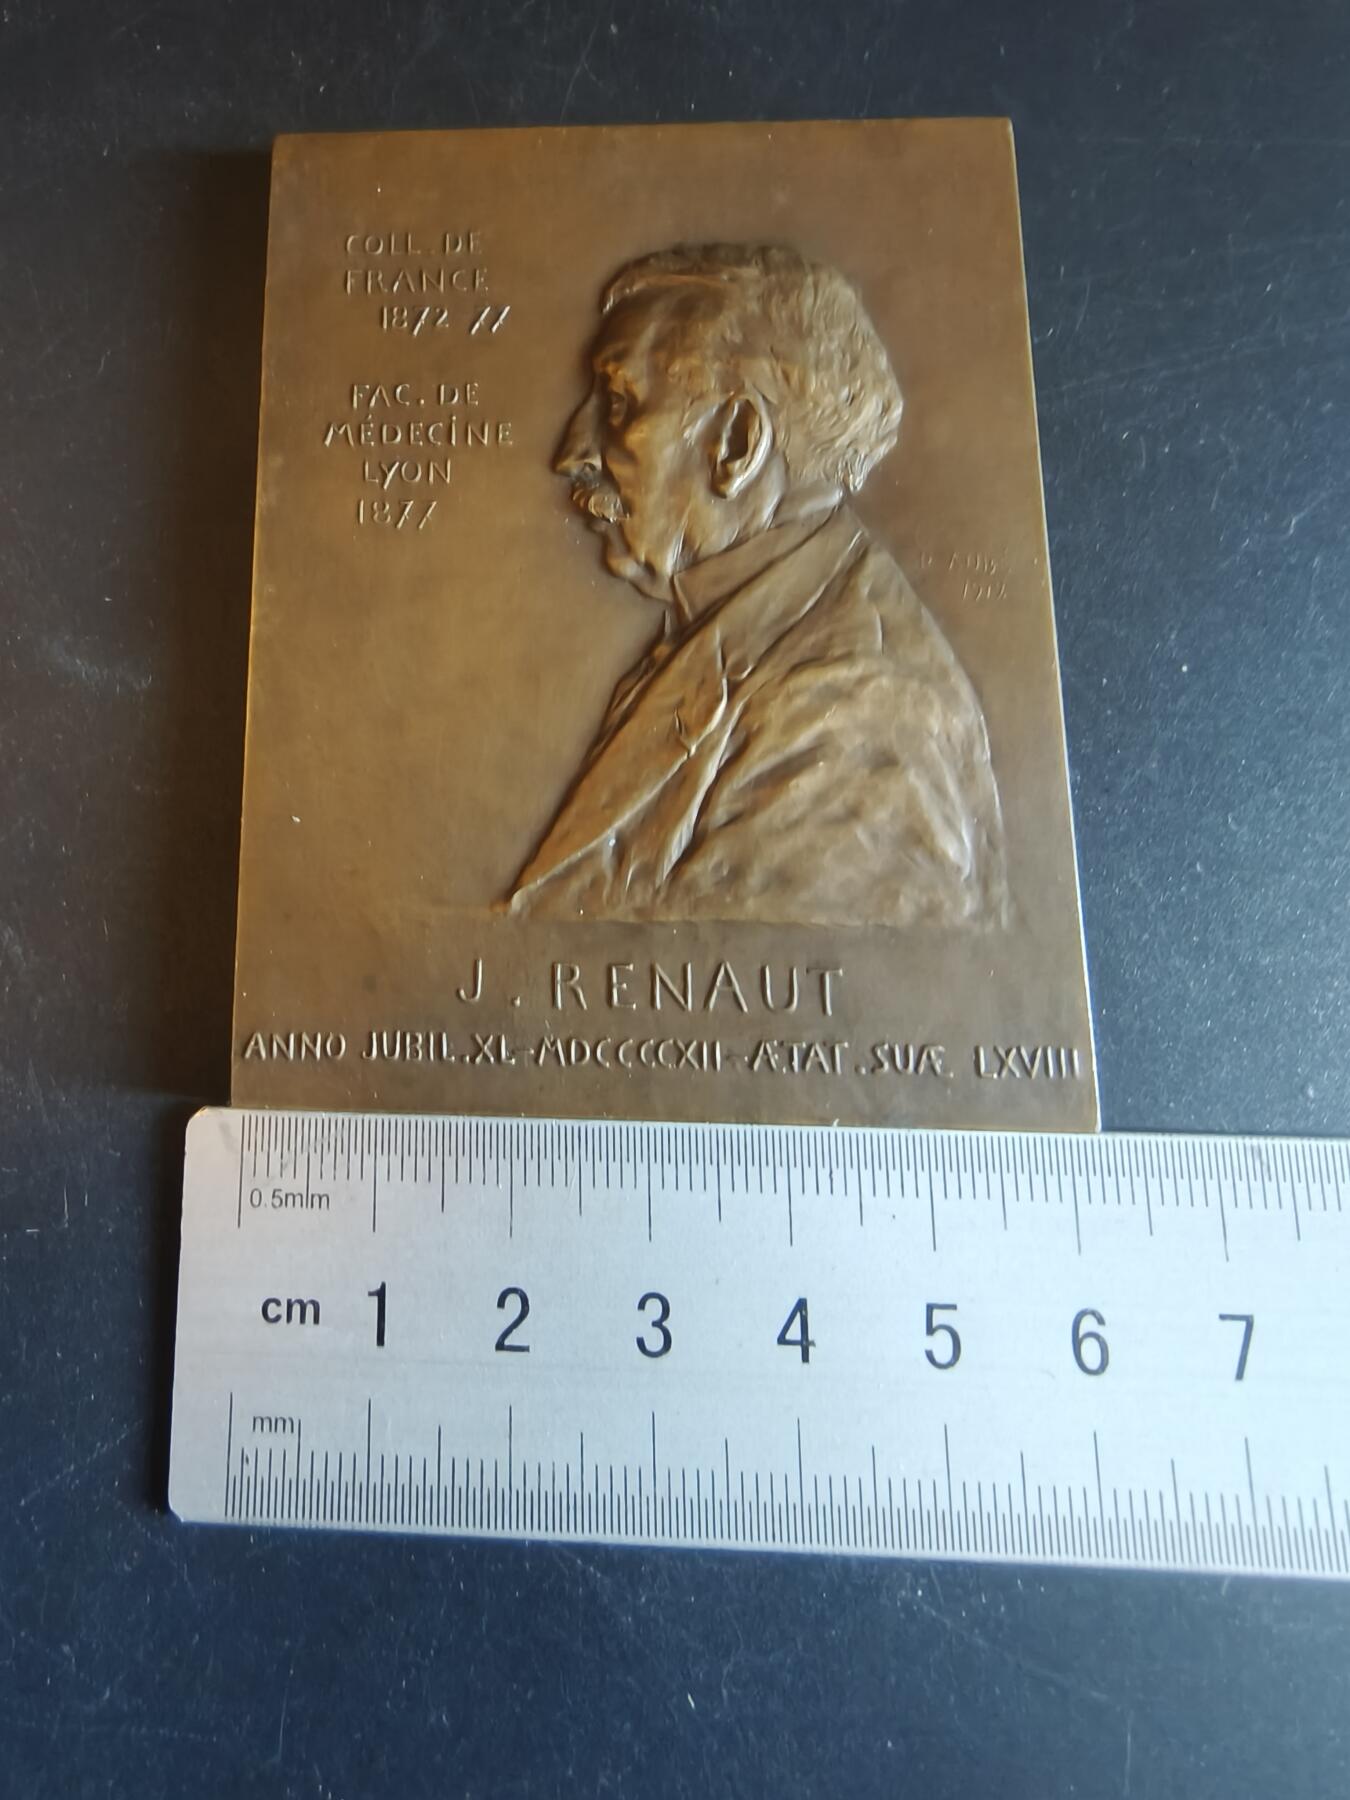 COLL. DE
FRANCE
1872 77
FAC. DE
MÉDECINE
LYON
1877
1912
J. RENAUT
ANNO JUBIL. XL - MDCCCCXII - ÆTAT. SUÆ LXVIII
0.5mm
cm 1 2 3 4 5 6 7
mm